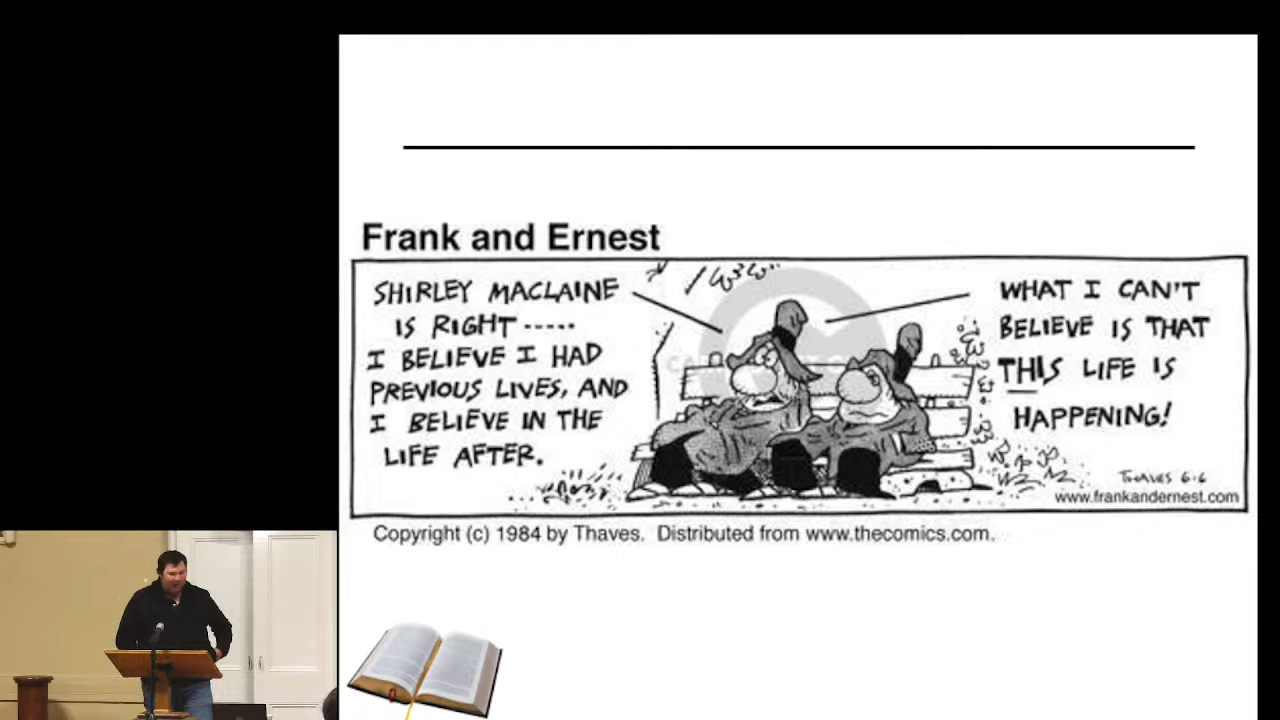 Frank and Ernest
SHIRLEY MACLAINE
IS RIGHT -----
I BELIEVE I HAD
PREVIOUS LIVES, AND
I BELIEVE IN THE
LIFE AFTER.
WHAT I CAN'T
BELIEVE IS THAT
THIS LIFE IS
HAPPENING!
THAVES 6-6
www.frankandernest.com
Copyright (c) 1984 by Thaves. Distributed from www.thecomics.com.